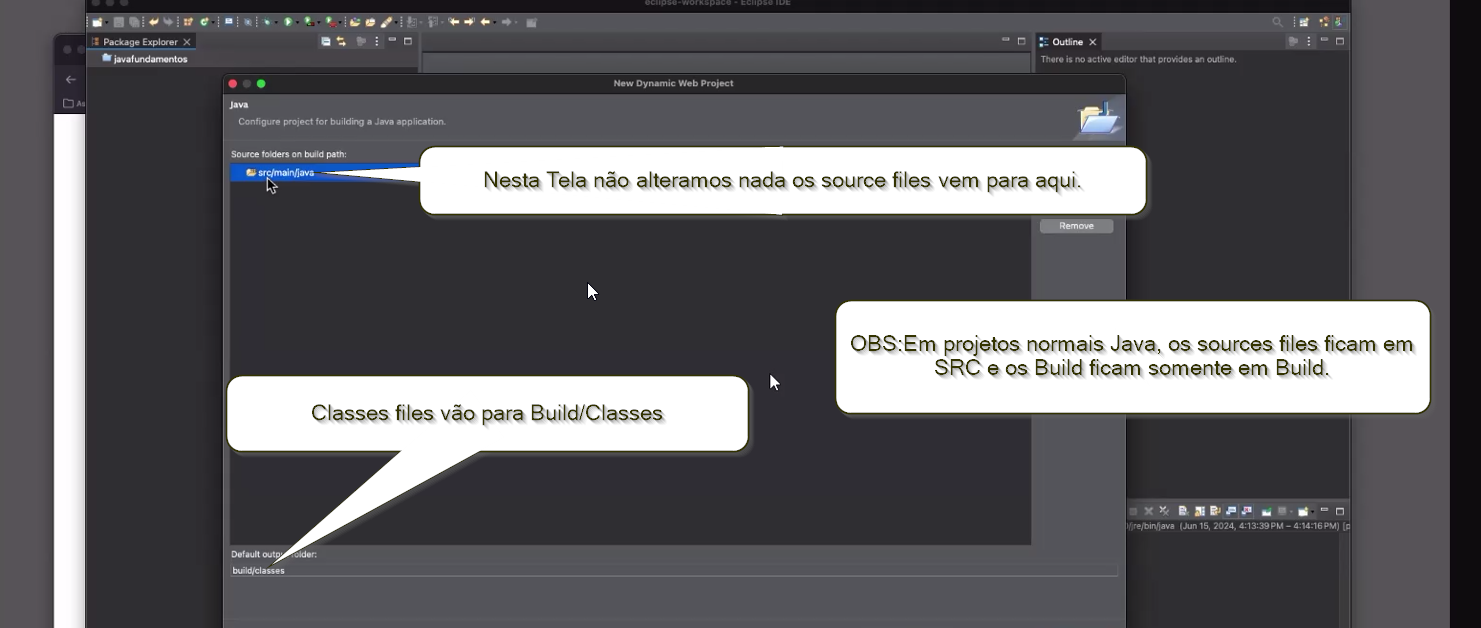 eclipse-workspace - Eclipse IDE
Package Explorer
Outline
javafundamentos
There is no active editor that provides an outline.
New Dynamic Web Project
Java
Configure project for building a Java application.
Source folders on build path:
src/main/java
Nesta Tela não alteramos nada os source files vem para aqui.
Remove
OBS:Em projetos normais Java, os sources files ficam em
SRC e os Build ficam somente em Build.
Classes files vão para Build/Classes
/jre/bin/java (Jun 15, 2024, 4:13:39 PM – 4:14:16 PM) [p
Default outp older:
build/classes